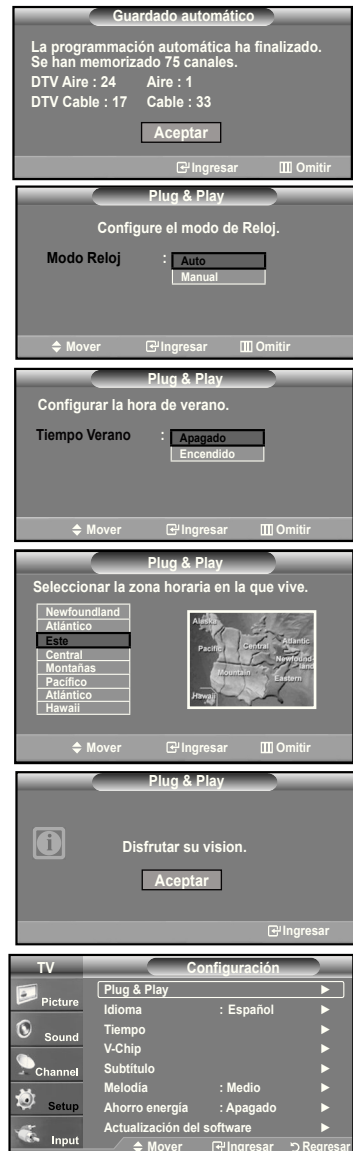 Guardado automático
La programmación automática ha finalizado.
Se han memorizado 75 canales.
DTV Aire : 24 Aire : 1
DTV Cable : 17 Cable : 33
Aceptar
Ingresar Omitir
Plug & Play
Configure el modo de Reloj.
Modo Reloj : Auto
Manual
Mover Ingresar Omitir
Plug & Play
Configurar la hora de verano.
Tiempo Verano : Apagado
Encendido
Mover Ingresar Omitir
Plug & Play
Seleccionar la zona horaria en la que vive.
Newfoundland
Atlántico
Este
Central
Montañas
Pacífico
Atlántico
Hawaii
Alaska
Pacific
Mountain
Central
Atlantic
Newfound-
land
Eastern
Hawaii
Mover Ingresar Omitir
Plug & Play
Disfrutar su vision.
Aceptar
Ingresar
TV Configuración
Picture
Sound
Channel
Setup
Input
Plug & Play
Idioma : Español
Tiempo
V-Chip
Subtítulo
Melodía : Medio
Ahorro energía : Apagado
Actualización del software
Mover Ingresar Regresar